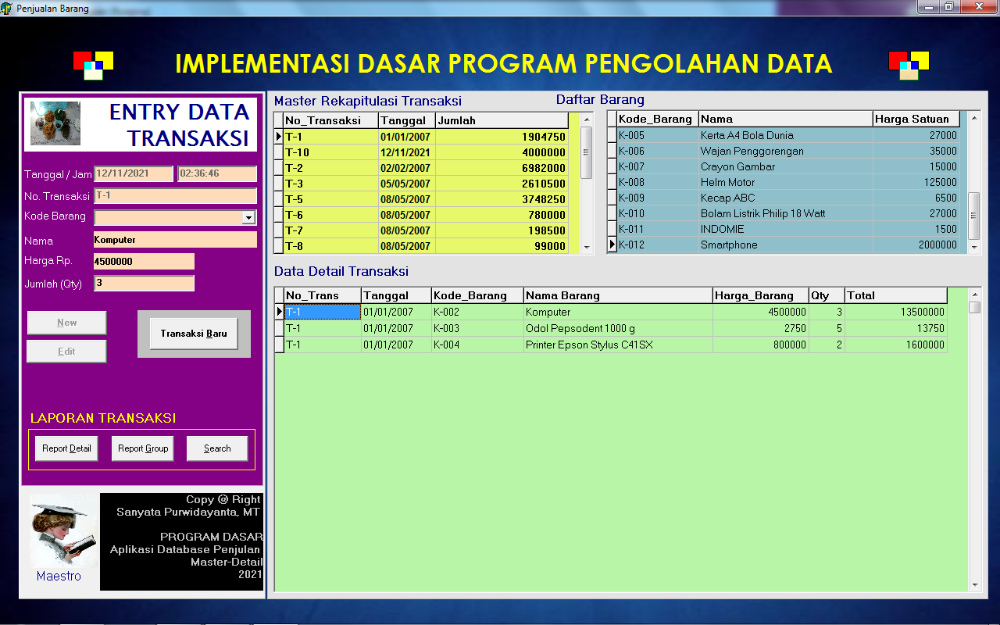 Penjualan Barang
IMPLEMENTASI DASAR PROGRAM PENGOLAHAN DATA
ENTRY DATA
TRANSAKSI
Tanggal / Jam 12/11/2021 02:36:46
No. Transaksi T-1
Kode Barang
Nama Komputer
Harga Rp. 4500000
Jumlah (Qty) 3
New
Edit
Transaksi Baru
LAPORAN TRANSAKSI
Report Detail Report Group Search
Maestro
Copy @ Right
Sanyata Purwidayanta, MT
PROGRAM DASAR
Aplikasi Database Penjulan
Master-Detail
2021
Master Rekapitulasi Transaksi
No_Transaksi Tanggal Jumlah
T-1 01/01/2007 1904750
T-10 12/11/2021 4000000
T-2 02/02/2007 6982000
T-3 05/05/2007 2610500
T-5 08/05/2007 3748250
T-6 08/05/2007 780000
T-7 08/05/2007 198500
T-8 08/05/2007 99000
Daftar Barang
Kode_Barang Nama Harga Satuan
K-005 Kerta A4 Bola Dunia 27000
K-006 Wajan Penggorengan 35000
K-007 Crayon Gambar 15000
K-008 Helm Motor 125000
K-009 Kecap ABC 6500
K-010 Bolam Listrik Philip 18 Watt 27000
K-011 INDOMIE 1500
K-012 Smartphone 2000000
Data Detail Transaksi
No_Trans Tanggal Kode_Barang Nama Barang Harga_Barang Qty Total
T-1 01/01/2007 K-002 Komputer 4500000 3 13500000
T-1 01/01/2007 K-003 Odol Pepsodent 1000 g 2750 5 13750
T-1 01/01/2007 K-004 Printer Epson Stylus C41SX 800000 2 1600000